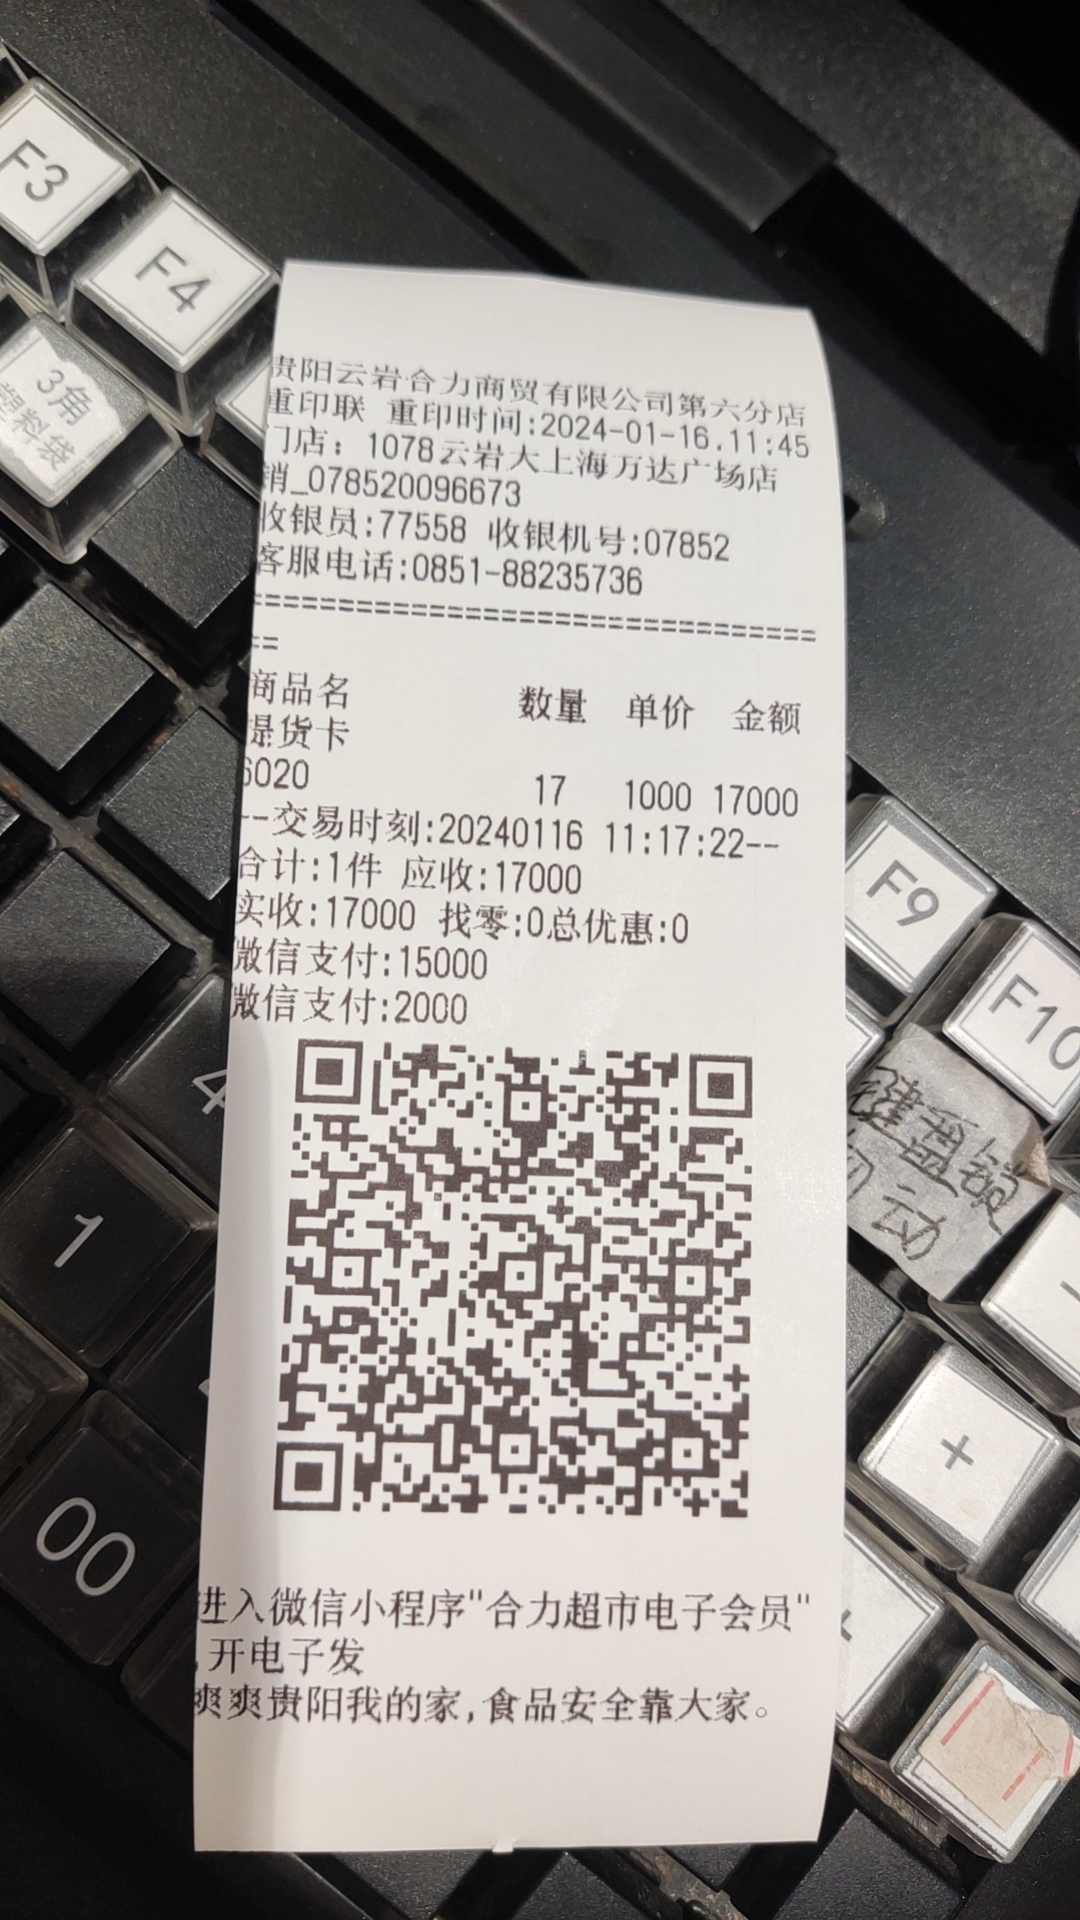 F3
F4
3角
塑料袋
贵阳云岩合力商贸有限公司第六分店
重印联 重印时间:2024-01-16.11:45
门店：1078云岩大上海万达广场店
销_078520096673
收银员:77558 收银机号:07852
客服电话:0851-88235736
==================================
==
商品名 数量 单价 金额
提货卡
6020 17 1000 17000
--交易时刻:20240116 11:17:22--
合计:1件 应收:17000
实收:17000 找零:0总优惠:0
微信支付:15000
微信支付:2000
进入微信小程序"合力超市电子会员"
,开电子发
爽爽贵阳我的家,食品安全靠大家。
F9
F10
键盘锁
动
4
1
00
+